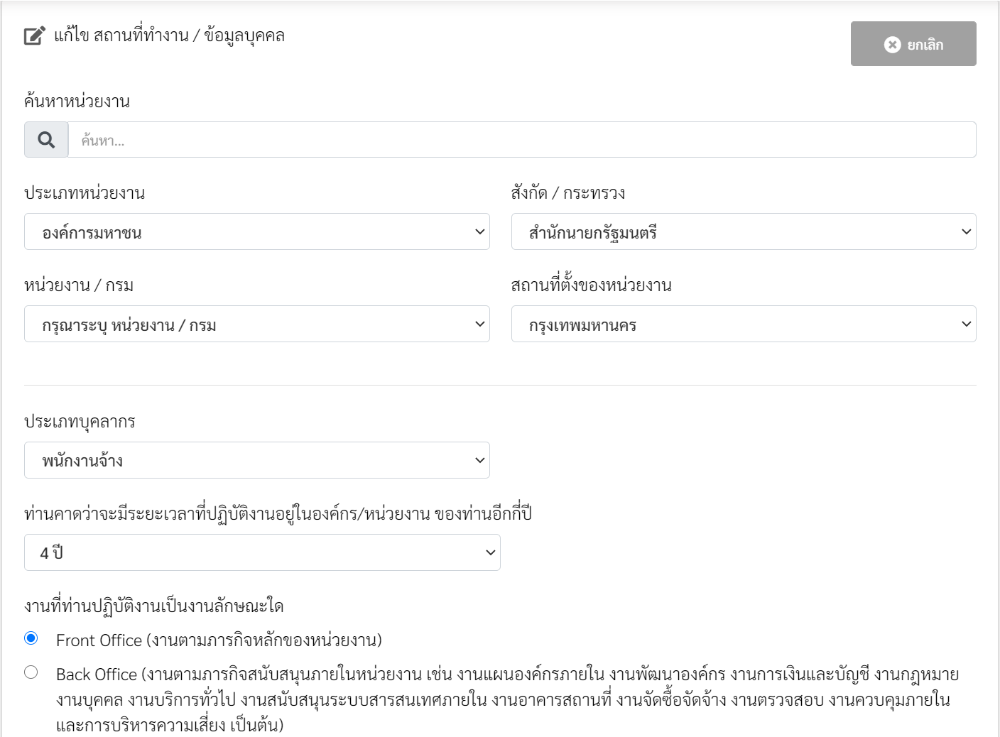 แก้ไข สถานที่ทำงาน / ข้อมูลบุคคล
ยกเลิก
ค้นหาหน่วยงาน
ค้นหา...
ประเภทหน่วยงาน
สังกัด / กระทรวง
องค์การมหาชน
สำนักนายกรัฐมนตรี
หน่วยงาน / กรม
สถานที่ตั้งของหน่วยงาน
กรุณาระบุ หน่วยงาน / กรม
กรุงเทพมหานคร
ประเภทบุคลากร
พนักงานจ้าง
ท่านคาดว่าจะมีระยะเวลาที่ปฏิบัติงานอยู่ในองค์กร/หน่วยงาน ของท่านอีกกี่ปี
4 ปี
งานที่ท่านปฏิบัติงานเป็นงานลักษณะใด
Front Office (งานตามภารกิจหลักของหน่วยงาน)
Back Office (งานตามภารกิจสนับสนุนภายในหน่วยงาน เช่น งานแผนองค์กรภายใน งานพัฒนาองค์กร งานการเงินและบัญชี งานกฎหมาย
งานบุคคล งานบริการทั่วไป งานสนับสนุนระบบสารสนเทศภายใน งานอาคารสถานที่ งานจัดซื้อจัดจ้าง งานตรวจสอบ งานควบคุมภายใน
และการบริหารความเสี่ยง เป็นต้น)